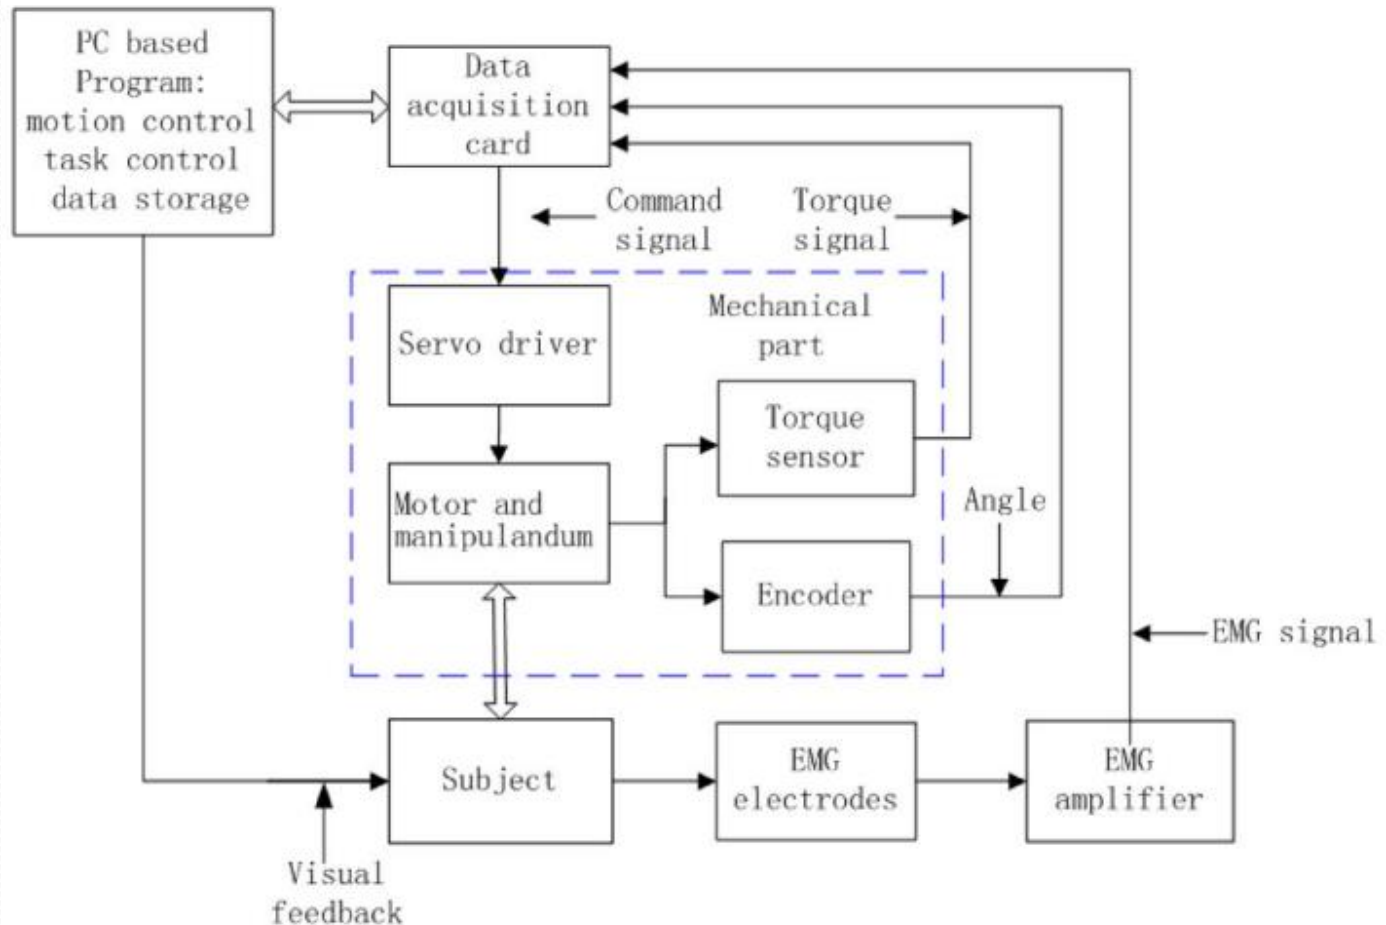 PC based
Program:
motion control
task control
data storage
Data
acquisition
card
Command
signal
Torque
signal
Mechanical
part
Servo driver
Torque
sensor
Motor and
manipulandum
Angle
Encoder
EMG signal
Subject
EMG
electrodes
EMG
amplifier
Visual
feedback